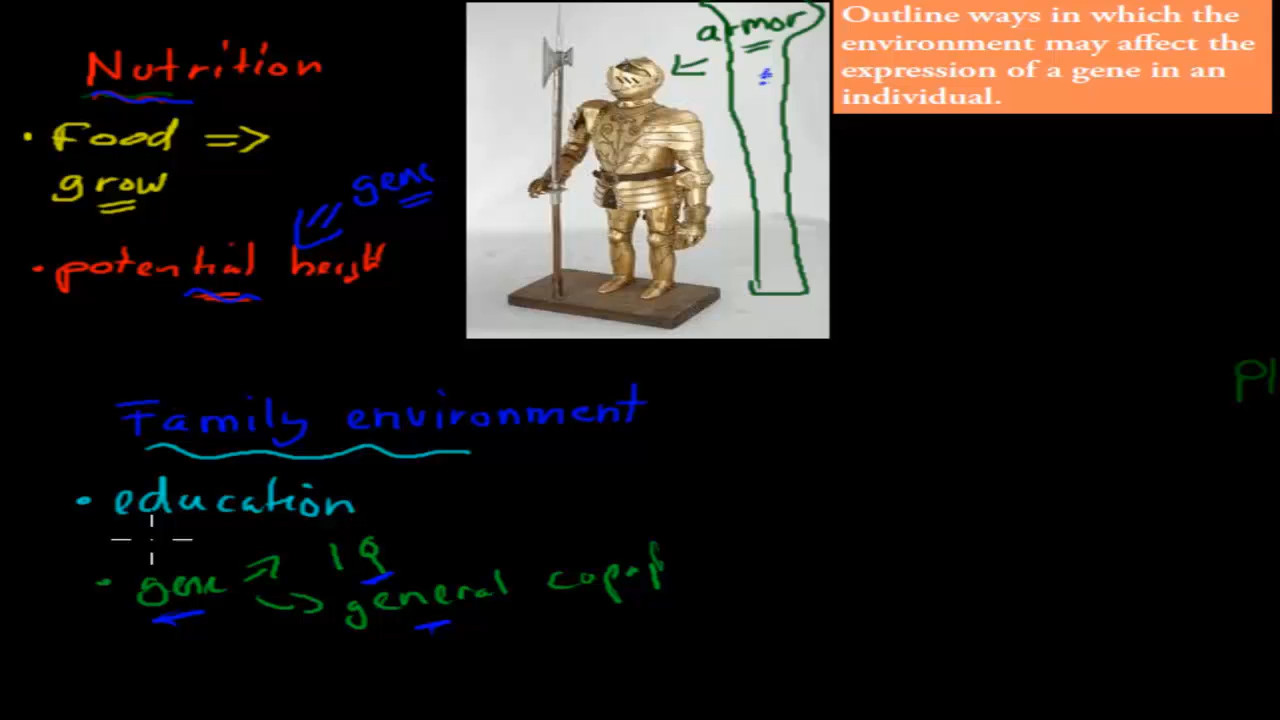 Outline ways in which the
environment may affect the
expression of a gene in an
individual.
armor
Nutrition
• Food =>
grow
gene
• potential height
Family environment
• education
• gene
IQ
general